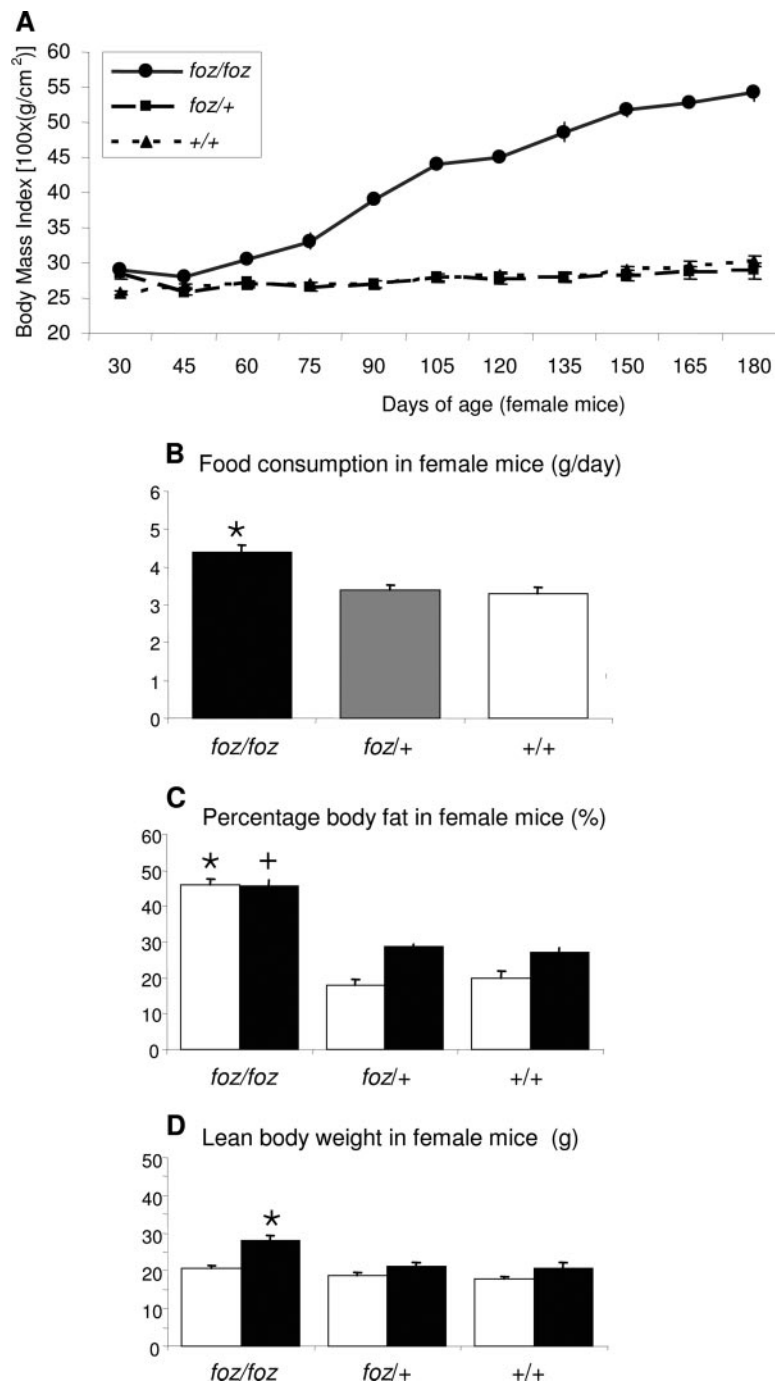 A
Body Mass Index [100x(g/cm²)]
60
55
50
45
40
35
30
25
20
foz/foz
foz/+
+/+
30 45 60 75 90 105 120 135 150 165 180
Days of age (female mice)
B Food consumption in female mice (g/day)
6
5
4
3
2
1
0
*
foz/foz foz/+ +/+
C Percentage body fat in female mice (%)
60
50
40
30
20
10
0
* +
foz/foz foz/+ +/+
D Lean body weight in female mice (g)
50
40
30
20
10
0
*
foz/foz foz/+ +/+